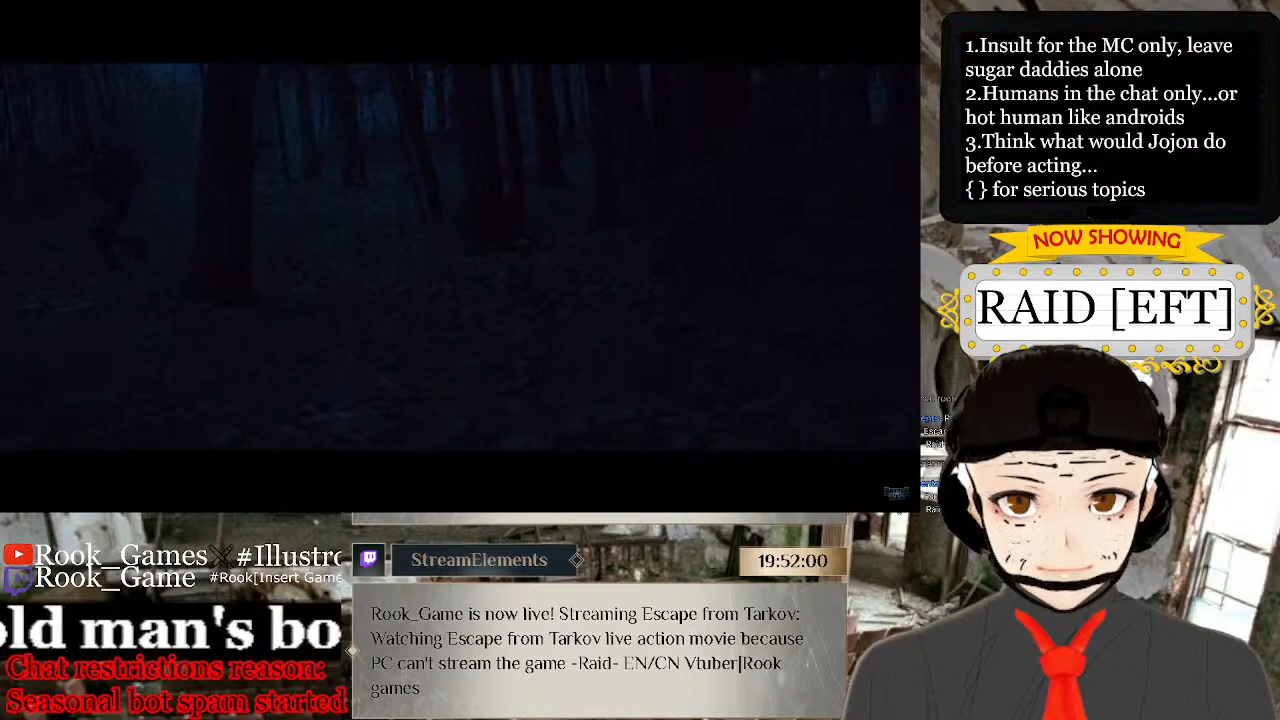 1.Insult for the MC only, leave
sugar daddies alone
2.Humans in the chat only...or
hot human like androids
3.Think what would Jojon do
before acting...
{ } for serious topics
NOW SHOWING
RAID [EFT]
StreamElements
19:52:00
Rook_Game is now live! Streaming Escape from Tarkov:
Watching Escape from Tarkov live action movie because
PC can't stream the game -Raid- EN/CN Vtuber|Rook
games
Rook_Games
#Illustr
Rook_Game
#Rook[Insert Game
old man's bo
Chat restrictions reason:
Seasonal bot spam started